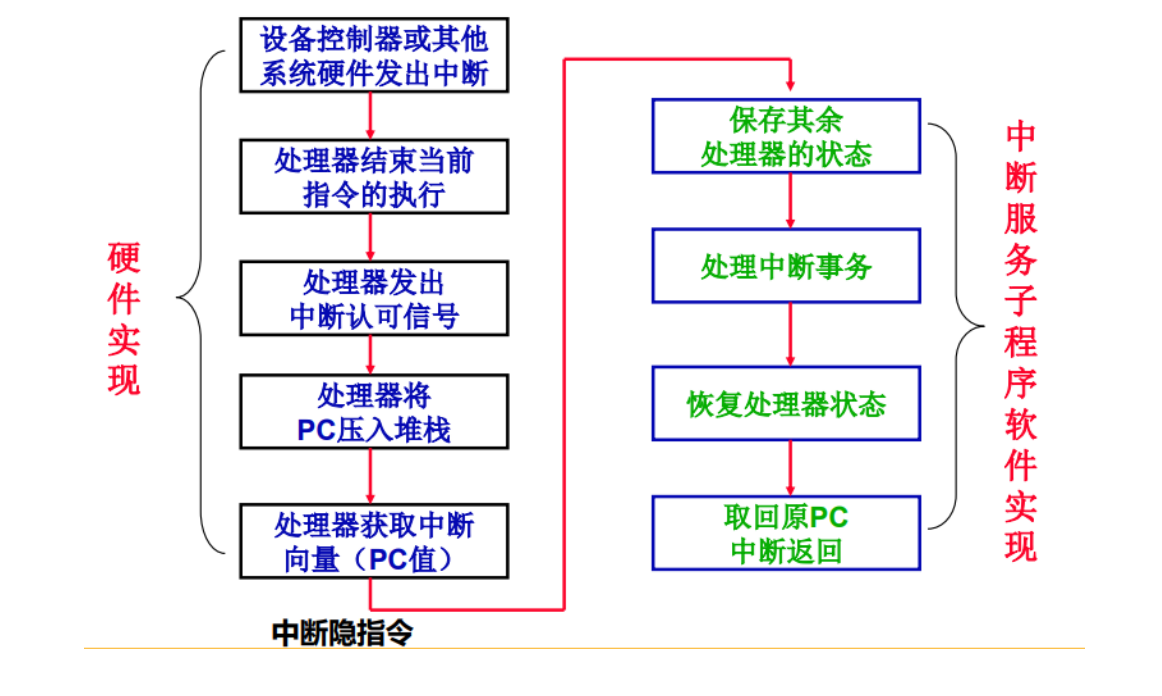 硬件实现
设备控制器或其他
系统硬件发出中断
处理器结束当前
指令的执行
处理器发出
中断认可信号
处理器将
PC压入堆栈
处理器获取中断
向量（PC值）
中断隐指令
保存其余
处理器的状态
处理中断事务
恢复处理器状态
取回原PC
中断返回
中断服务子程序软件实现